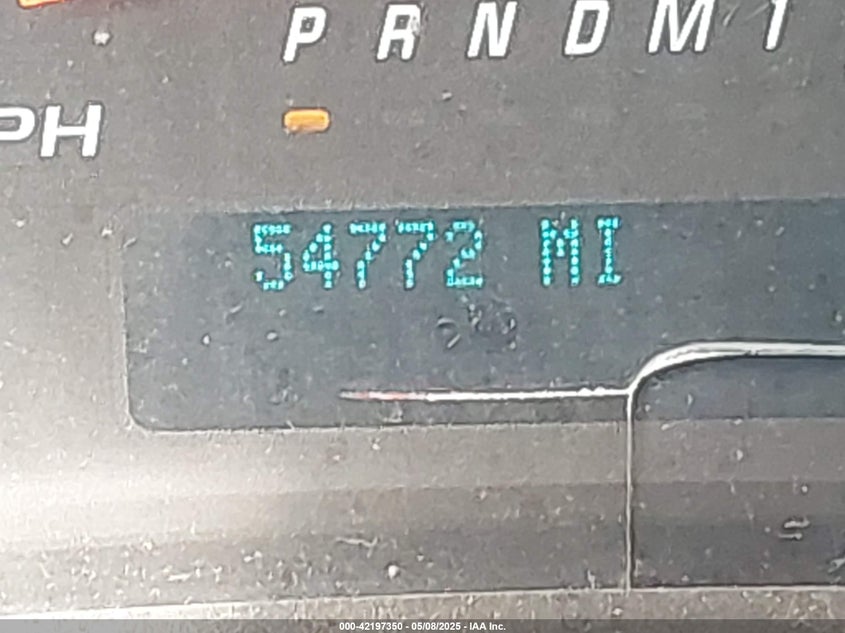 P R N D M 1
PH
54772 MI
000-42197350 - 05/08/2025 - IAA Inc.